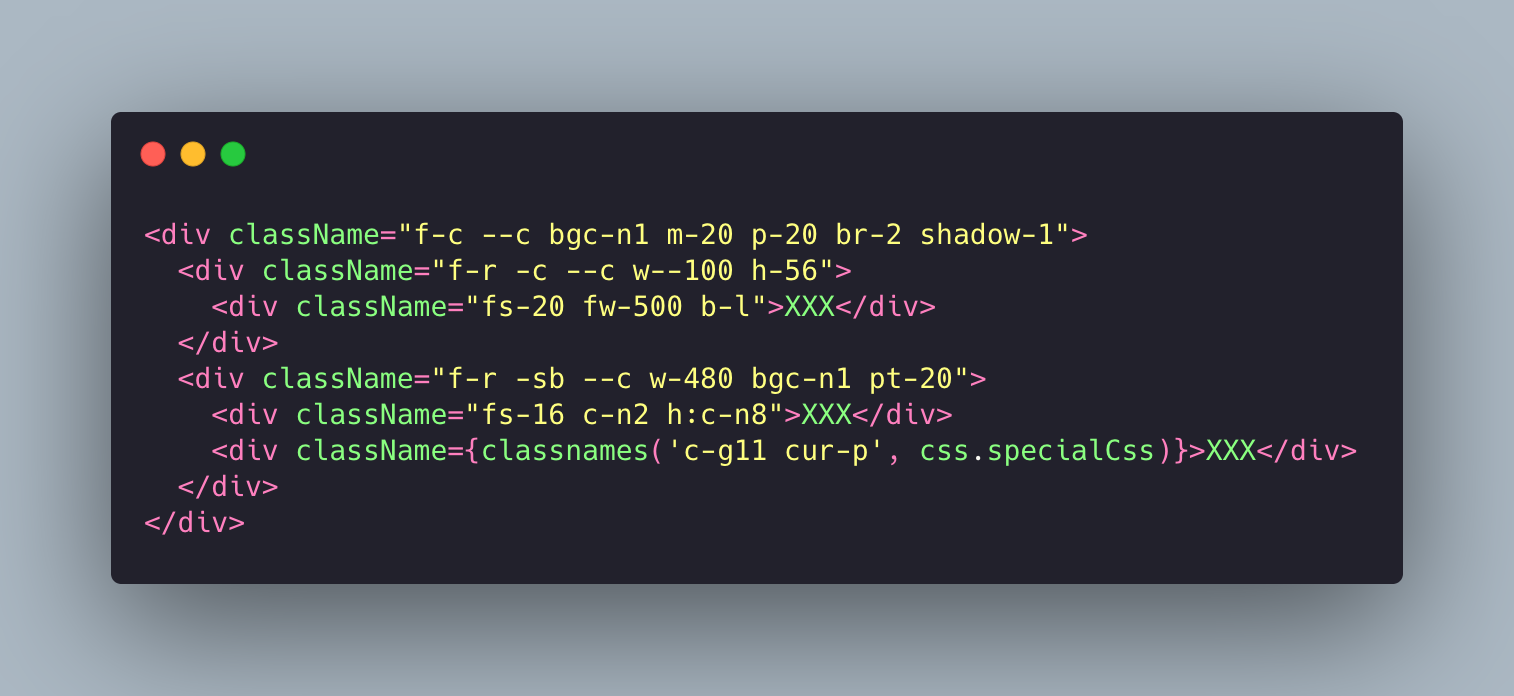 <div className="f-c --c bgc-n1 m-20 p-20 br-2 shadow-1">
  <div className="f-r -c --c w--100 h-56">
    <div className="fs-20 fw-500 b-l">XXX</div>
  </div>
  <div className="f-r -sb --c w-480 bgc-n1 pt-20">
    <div className="fs-16 c-n2 h:c-n8">XXX</div>
    <div className={classnames('c-g11 cur-p', css.specialCss)}>XXX</div>
  </div>
</div>